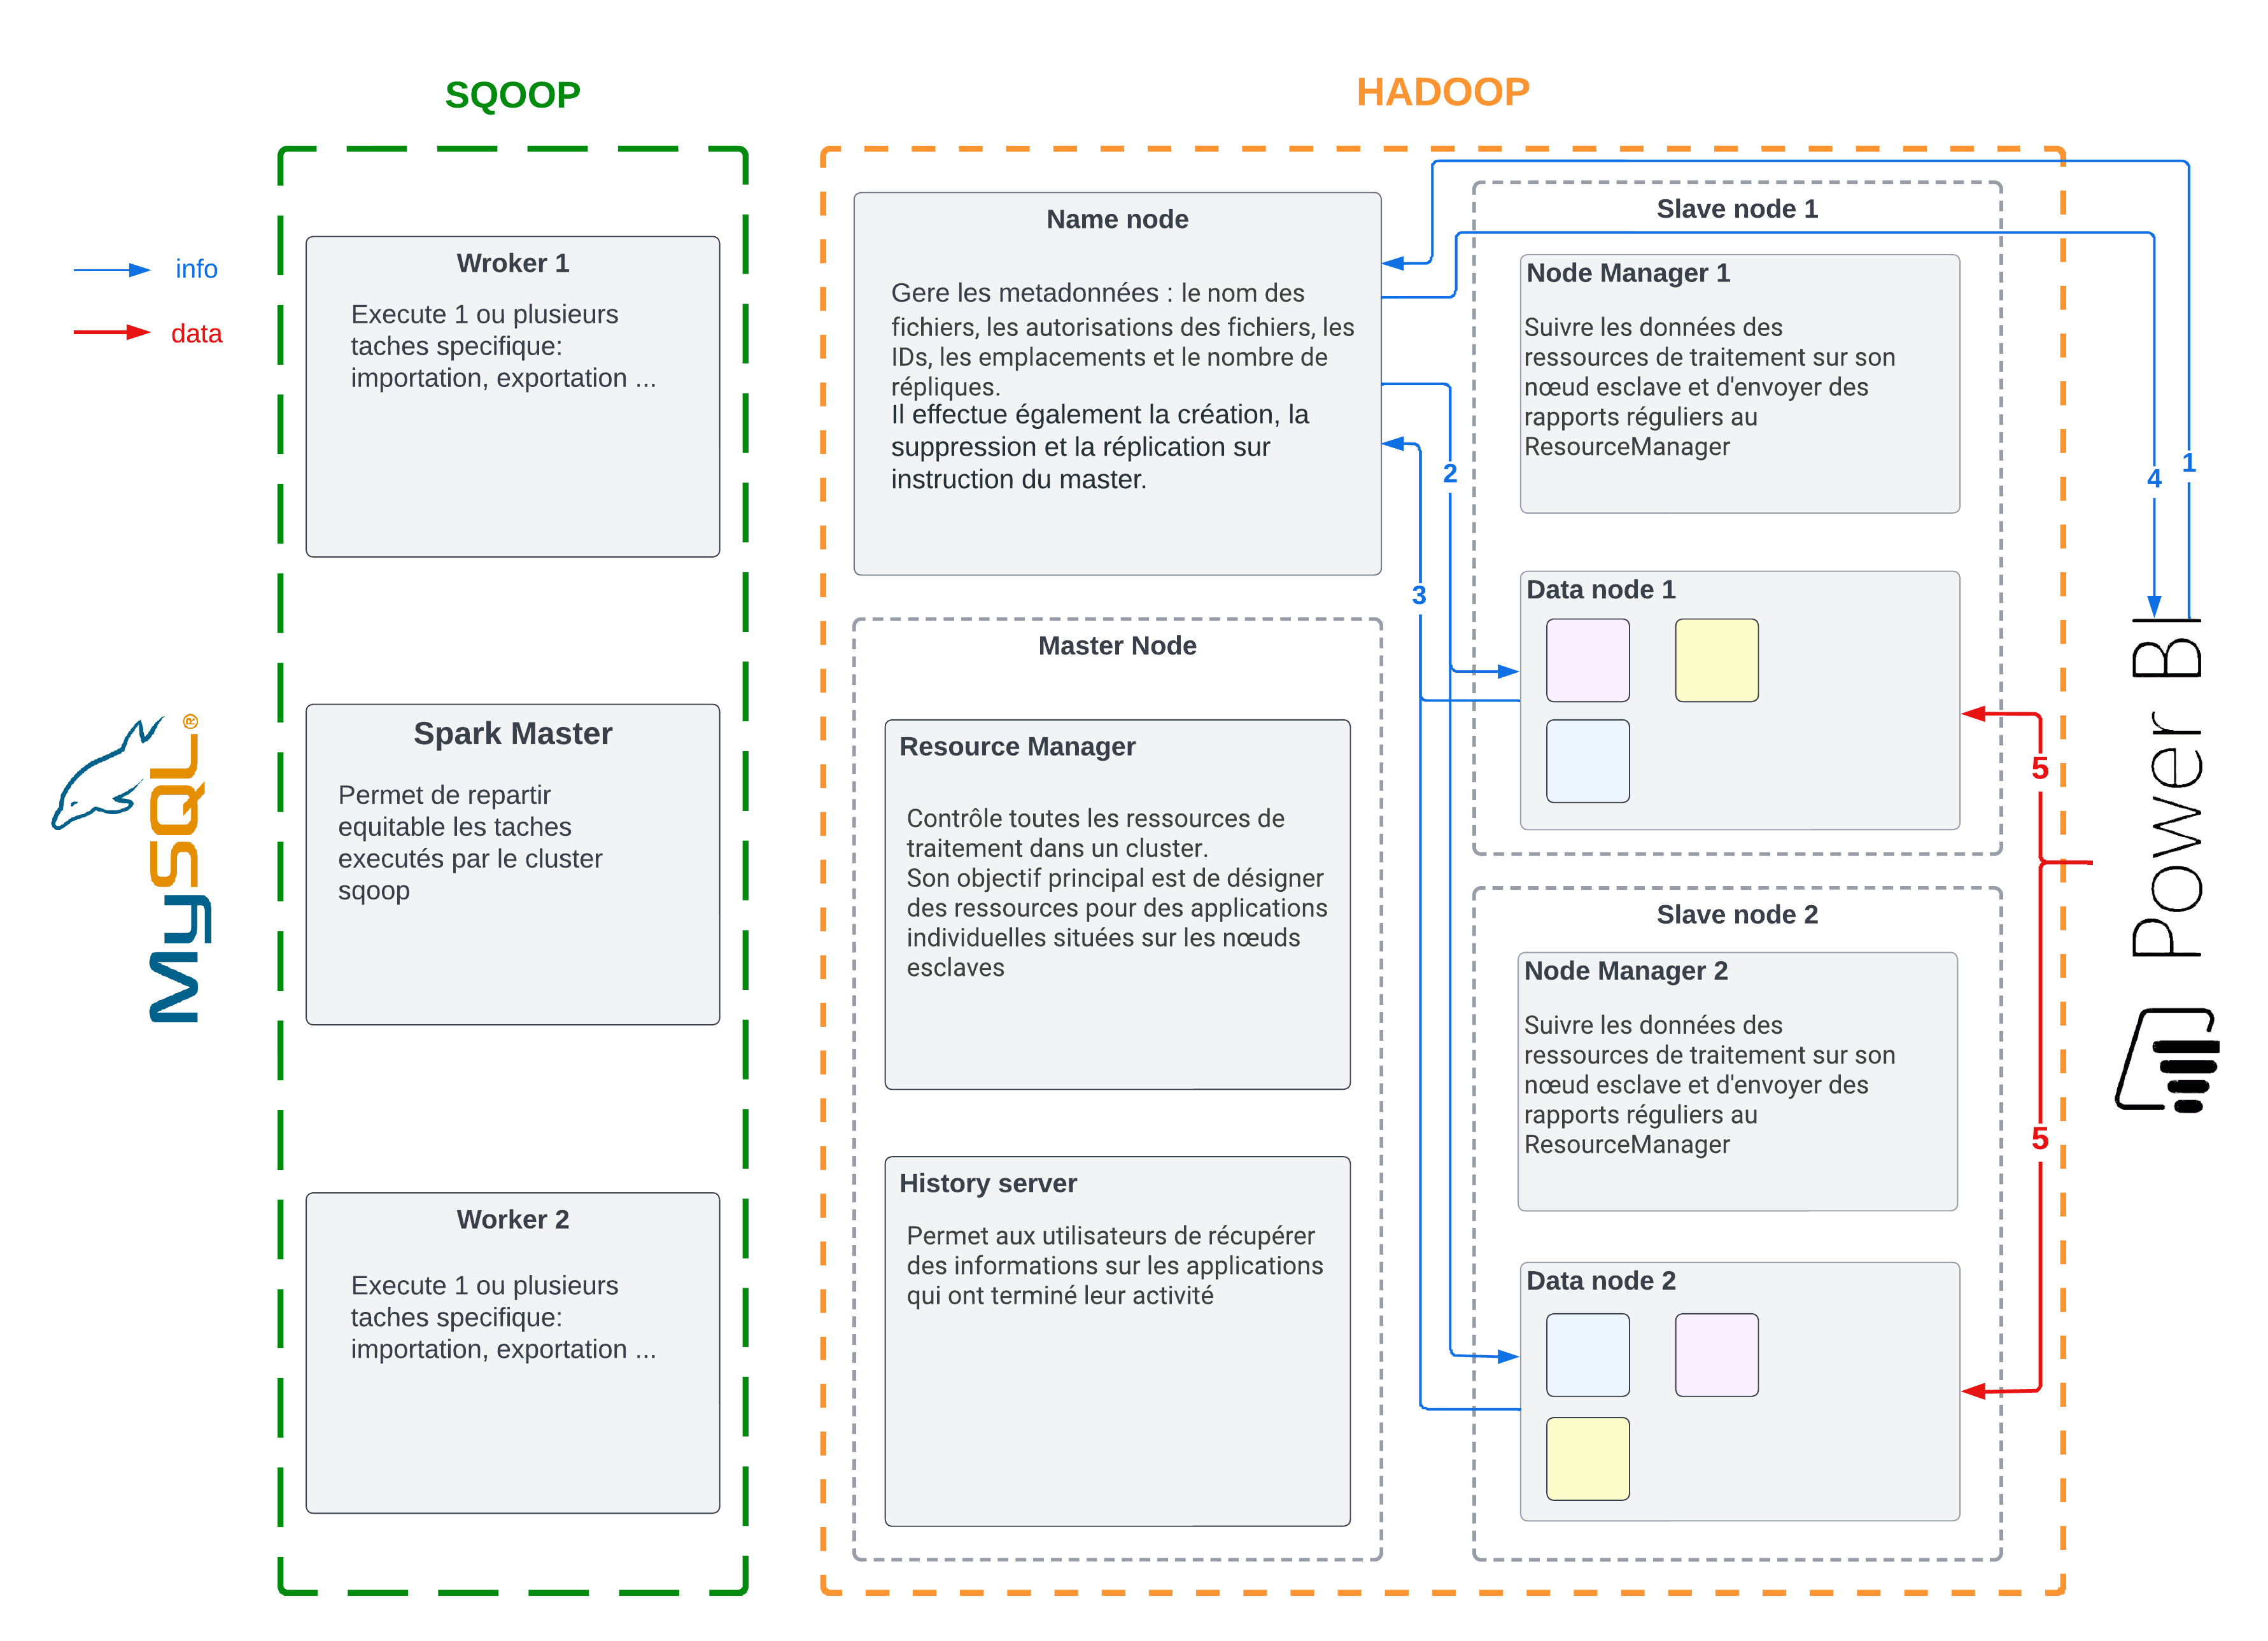 SQOOP
HADOOP
info
data
Wroker 1
Execute 1 ou plusieurs
taches specifique:
importation, exportation ...
Spark Master
Permet de repartir
equitable les taches
executés par le cluster
sqoop
Worker 2
Execute 1 ou plusieurs
taches specifique:
importation, exportation ...
MySQL®
Name node
Gere les metadonnées : le nom des
fichiers, les autorisations des fichiers, les
IDs, les emplacements et le nombre de
répliques.
Il effectue également la création, la
suppression et la réplication sur
instruction du master.
Master Node
Resource Manager
Contrôle toutes les ressources de
traitement dans un cluster.
Son objectif principal est de désigner
des ressources pour des applications
individuelles situées sur les nœuds
esclaves
History server
Permet aux utilisateurs de récupérer
des informations sur les applications
qui ont terminé leur activité
2
3
Slave node 1
Node Manager 1
Suivre les données des
ressources de traitement sur son
nœud esclave et d'envoyer des
rapports réguliers au
ResourceManager
Data node 1
Slave node 2
Node Manager 2
Suivre les données des
ressources de traitement sur son
nœud esclave et d'envoyer des
rapports réguliers au
ResourceManager
Data node 2
4
1
5
5
Power BI